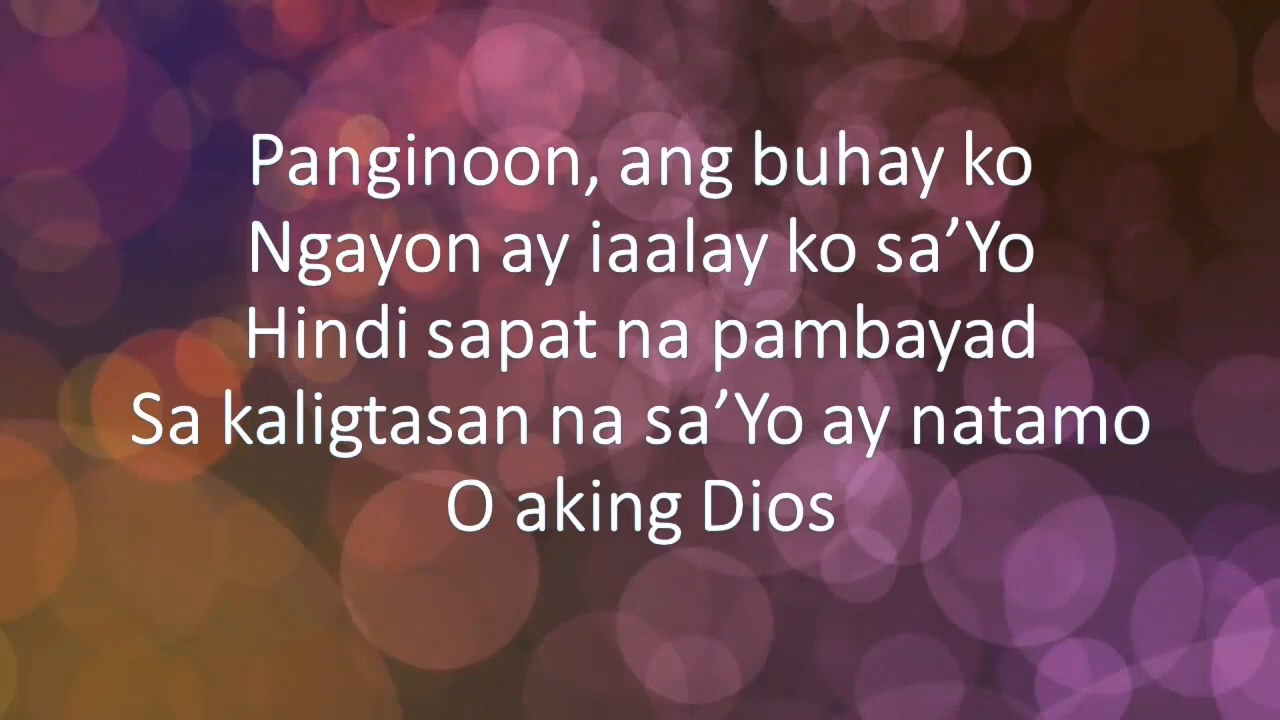 Panginoon, ang buhay ko
Ngayon ay iaalay ko sa’Yo
Hindi sapat na pambayad
Sa kaligtasan na sa’Yo ay natamo
O aking Dios